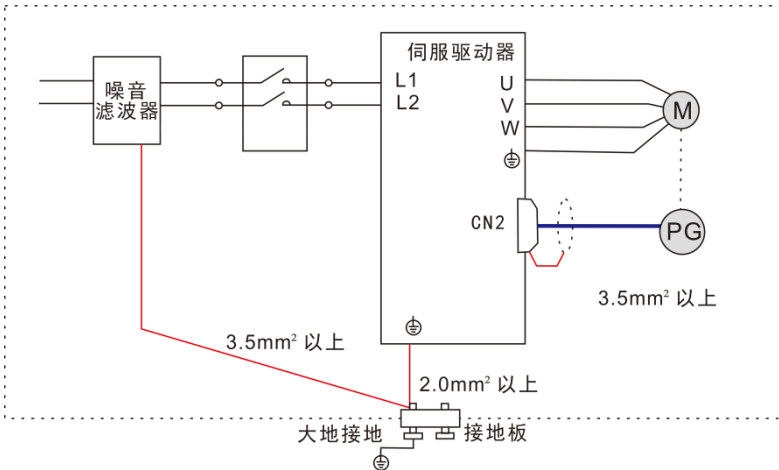 伺服驱动器
噪音
滤波器
L1
L2
U
V
W
M
CN2
PG
3.5mm² 以上
3.5mm² 以上
2.0mm² 以上
大地接地
接地板